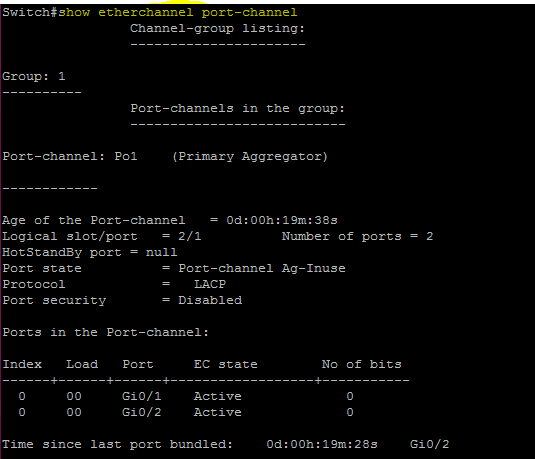 Switch#show etherchannel port-channel
Channel-group listing:
----------------------
Group: 1
----------
Port-channels in the group:
---------------------------
Port-channel: Po1    (Primary Aggregator)
------------
Age of the Port-channel   = 0d:00h:19m:38s
Logical slot/port   = 2/1          Number of ports = 2
HotStandBy port = null
Port state          = Port-channel Ag-Inuse
Protocol            =   LACP
Port security       = Disabled
Ports in the Port-channel:
Index   Load   Port     EC state        No of bits
------+------+------+------------------+-----------
0     00     Gi0/1    Active             0
0     00     Gi0/2    Active             0
Time since last port bundled:    0d:00h:19m:28s    Gi0/2